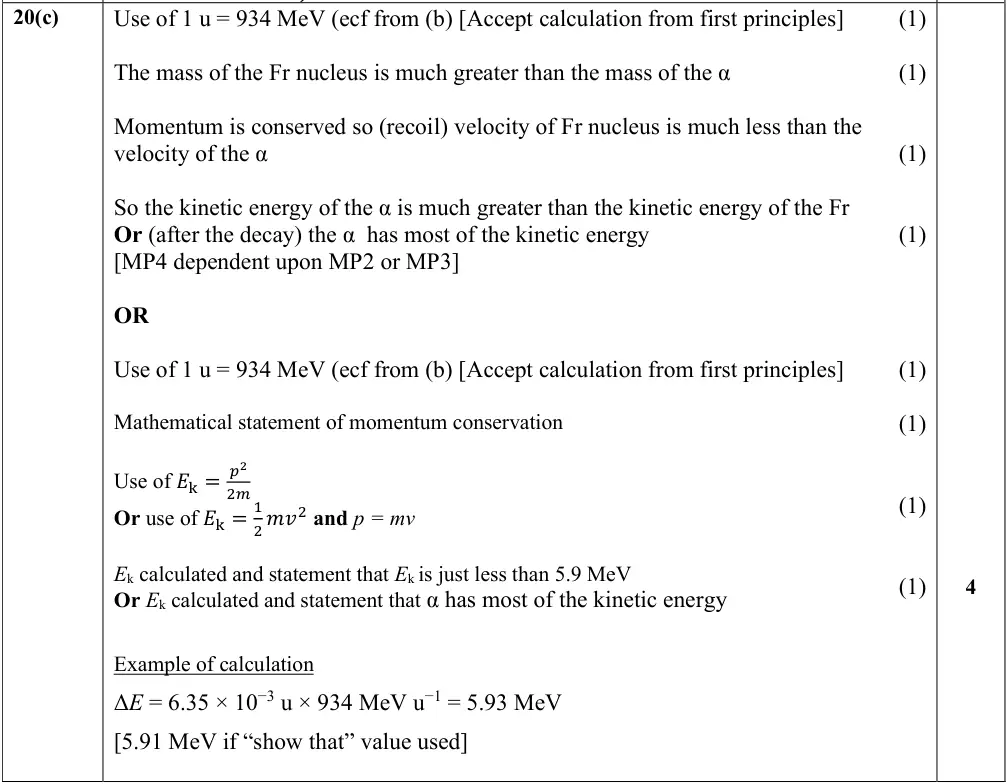 20(c) Use of 1 u = 934 MeV (ecf from (b) [Accept calculation from first principles] (1)
The mass of the Fr nucleus is much greater than the mass of the α (1)
Momentum is conserved so (recoil) velocity of Fr nucleus is much less than the
velocity of the α (1)
So the kinetic energy of the α is much greater than the kinetic energy of the Fr
Or (after the decay) the α has most of the kinetic energy (1)
[MP4 dependent upon MP2 or MP3]
OR
Use of 1 u = 934 MeV (ecf from (b) [Accept calculation from first principles] (1)
Mathematical statement of momentum conservation (1)
Use of E_k = p²/2m
Or use of E_k = 1/2 mv² and p = mv (1)
E_k calculated and statement that E_k is just less than 5.9 MeV
Or E_k calculated and statement that α has most of the kinetic energy (1) 4
Example of calculation
ΔE = 6.35 × 10⁻³ u × 934 MeV u⁻¹ = 5.93 MeV
[5.91 MeV if “show that” value used]